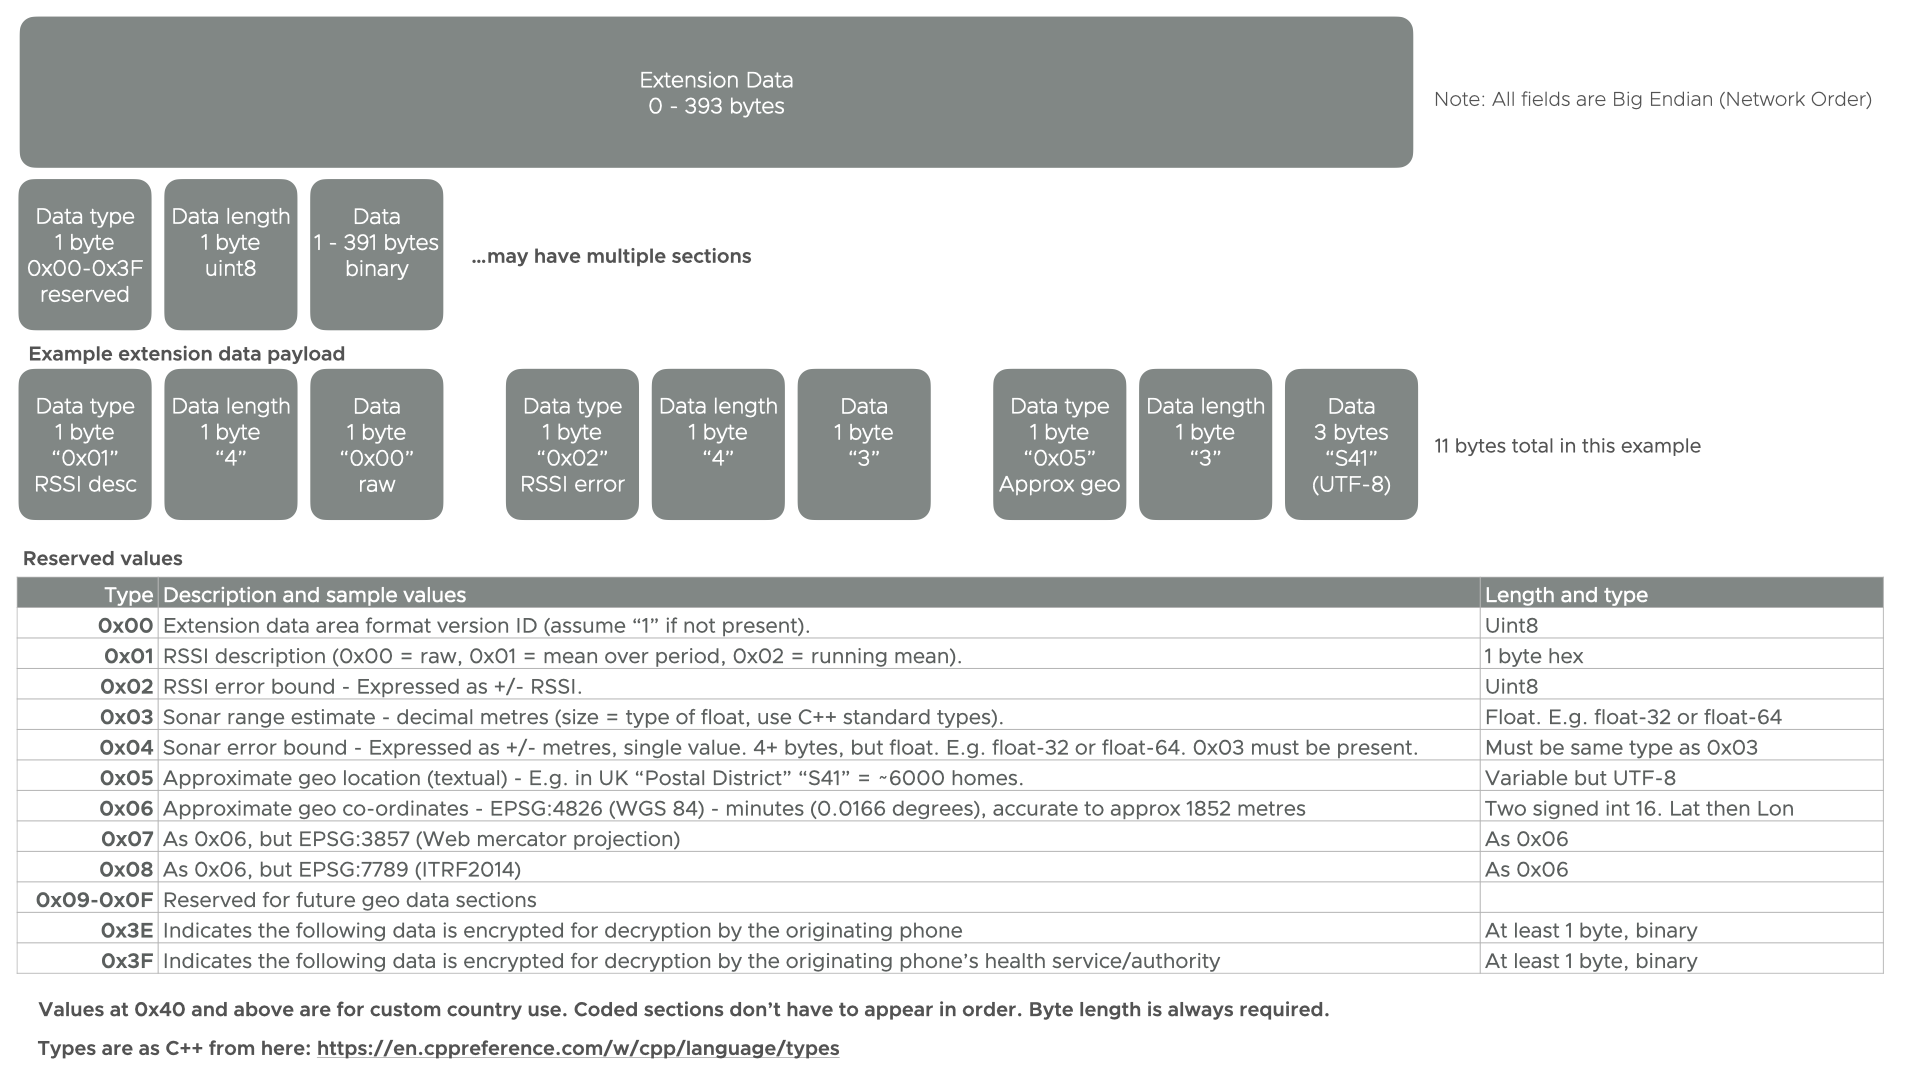 Extension Data
0 - 393 bytes
Note: All fields are Big Endian (Network Order)
Data type
1 byte
0x00-0x3F
reserved
Data length
1 byte
uint8
Data
1 - 391 bytes
binary
...may have multiple sections
Example extension data payload
Data type
1 byte
“0x01”
RSSI desc
Data length
1 byte
“4”
Data
1 byte
“0x00”
raw
Data type
1 byte
“0x02”
RSSI error
Data length
1 byte
“4”
Data
1 byte
“3”
Data type
1 byte
“0x05”
Approx geo
Data length
1 byte
“3”
Data
3 bytes
“S41”
(UTF-8)
11 bytes total in this example
Reserved values
Type Description and sample values Length and type
0x00 Extension data area format version ID (assume “1” if not present). Uint8
0x01 RSSI description (0x00 = raw, 0x01 = mean over period, 0x02 = running mean). 1 byte hex
0x02 RSSI error bound - Expressed as +/- RSSI. Uint8
0x03 Sonar range estimate - decimal metres (size = type of float, use C++ standard types). Float. E.g. float-32 or float-64
0x04 Sonar error bound - Expressed as +/- metres, single value. 4+ bytes, but float. E.g. float-32 or float-64. 0x03 must be present. Must be same type as 0x03
0x05 Approximate geo location (textual) - E.g. in UK “Postal District” “S41” = ~6000 homes. Variable but UTF-8
0x06 Approximate geo co-ordinates - EPSG:4826 (WGS 84) - minutes (0.0166 degrees), accurate to approx 1852 metres Two signed int 16. Lat then Lon
0x07 As 0x06, but EPSG:3857 (Web mercator projection) As 0x06
0x08 As 0x06, but EPSG:7789 (ITRF2014) As 0x06
0x09-0x0F Reserved for future geo data sections
0x3E Indicates the following data is encrypted for decryption by the originating phone At least 1 byte, binary
0x3F Indicates the following data is encrypted for decryption by the originating phone’s health service/authority At least 1 byte, binary
Values at 0x40 and above are for custom country use. Coded sections don’t have to appear in order. Byte length is always required.
Types are as C++ from here: https://en.cppreference.com/w/cpp/language/types